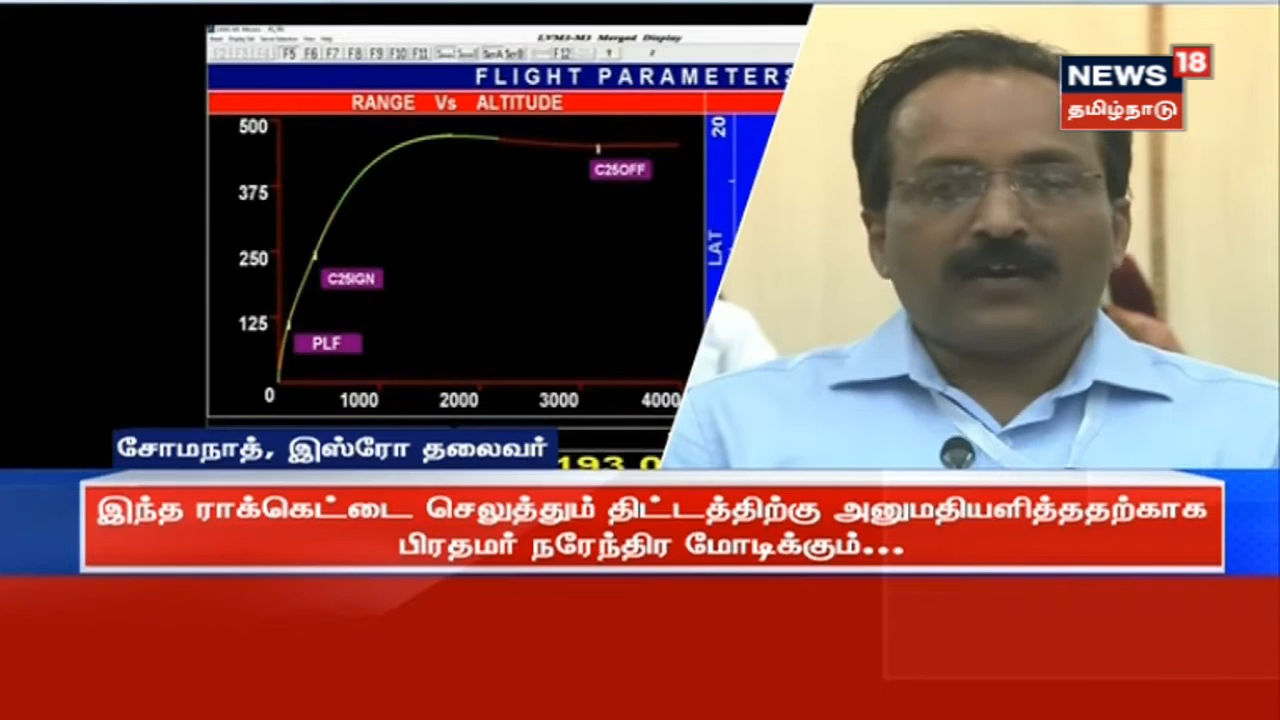 LVM3-M3 Merged Display
F5 F6 F7 F8 F9 F10 F11 F12
FLIGHT PARAMETERS
RANGE Vs ALTITUDE
500
375
250
125
0
1000
2000
3000
4000
C25OFF
C25IGN
PLF
20
LAT
193.0
NEWS 18
தமிழ்நாடு
சோமநாத், இஸ்ரோ தலைவர்
இந்த ராக்கெட்டை செலுத்தும் திட்டத்திற்கு அனுமதியளித்ததற்காக
பிரதமர் நரேந்திர மோடிக்கும்...